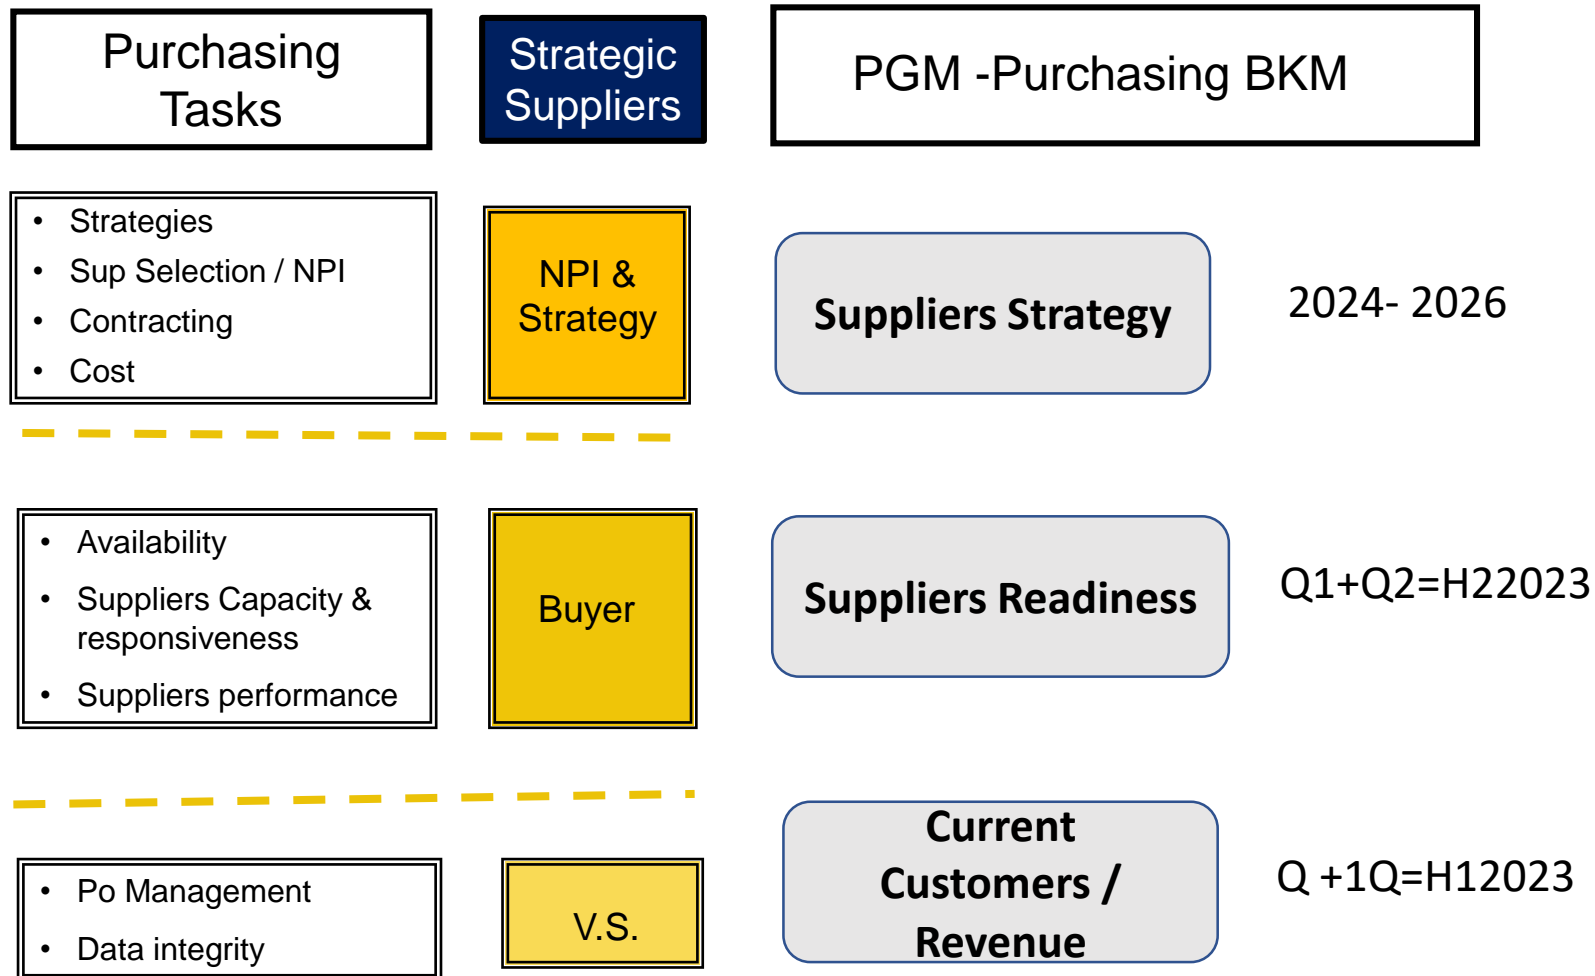 Purchasing
Tasks
Strategic
Suppliers
PGM -Purchasing BKM
• Strategies
• Sup Selection / NPI
• Contracting
• Cost
NPI &
Strategy
Suppliers Strategy
2024- 2026
• Availability
• Suppliers Capacity &
responsiveness
• Suppliers performance
Buyer
Suppliers Readiness
Q1+Q2=H22023
• Po Management
• Data integrity
V.S.
Current
Customers /
Revenue
Q +1Q=H12023